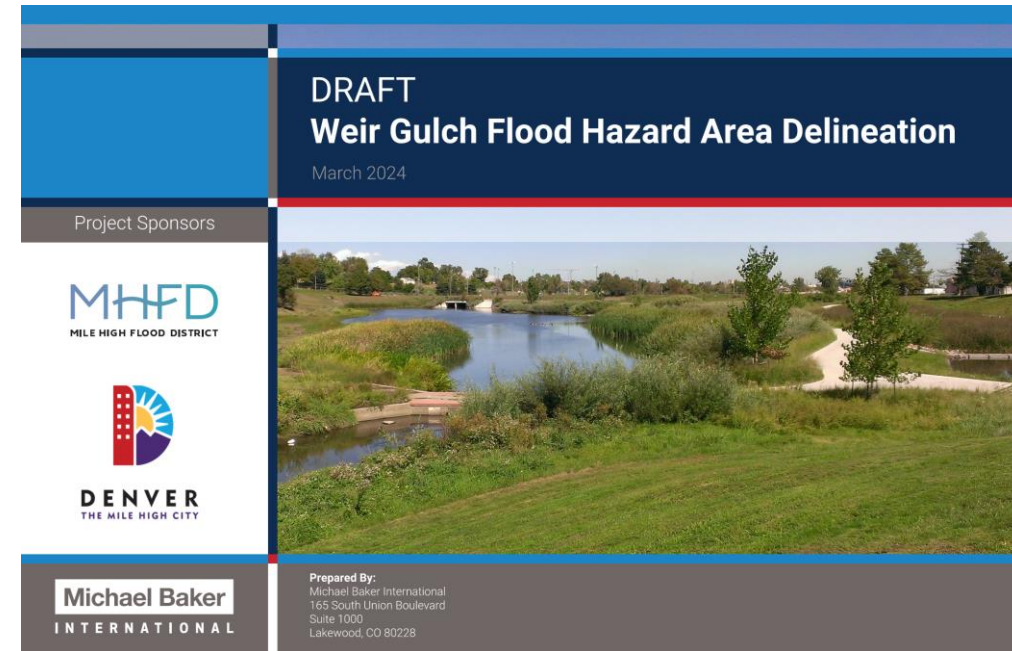 DRAFT
Weir Gulch Flood Hazard Area Delineation
March 2024
Project Sponsors
MHFD
MILE HIGH FLOOD DISTRICT
DENVER
THE MILE HIGH CITY
Michael Baker
INTERNATIONAL
Prepared By:
Michael Baker International
165 South Union Boulevard
Suite 1000
Lakewood, CO 80228